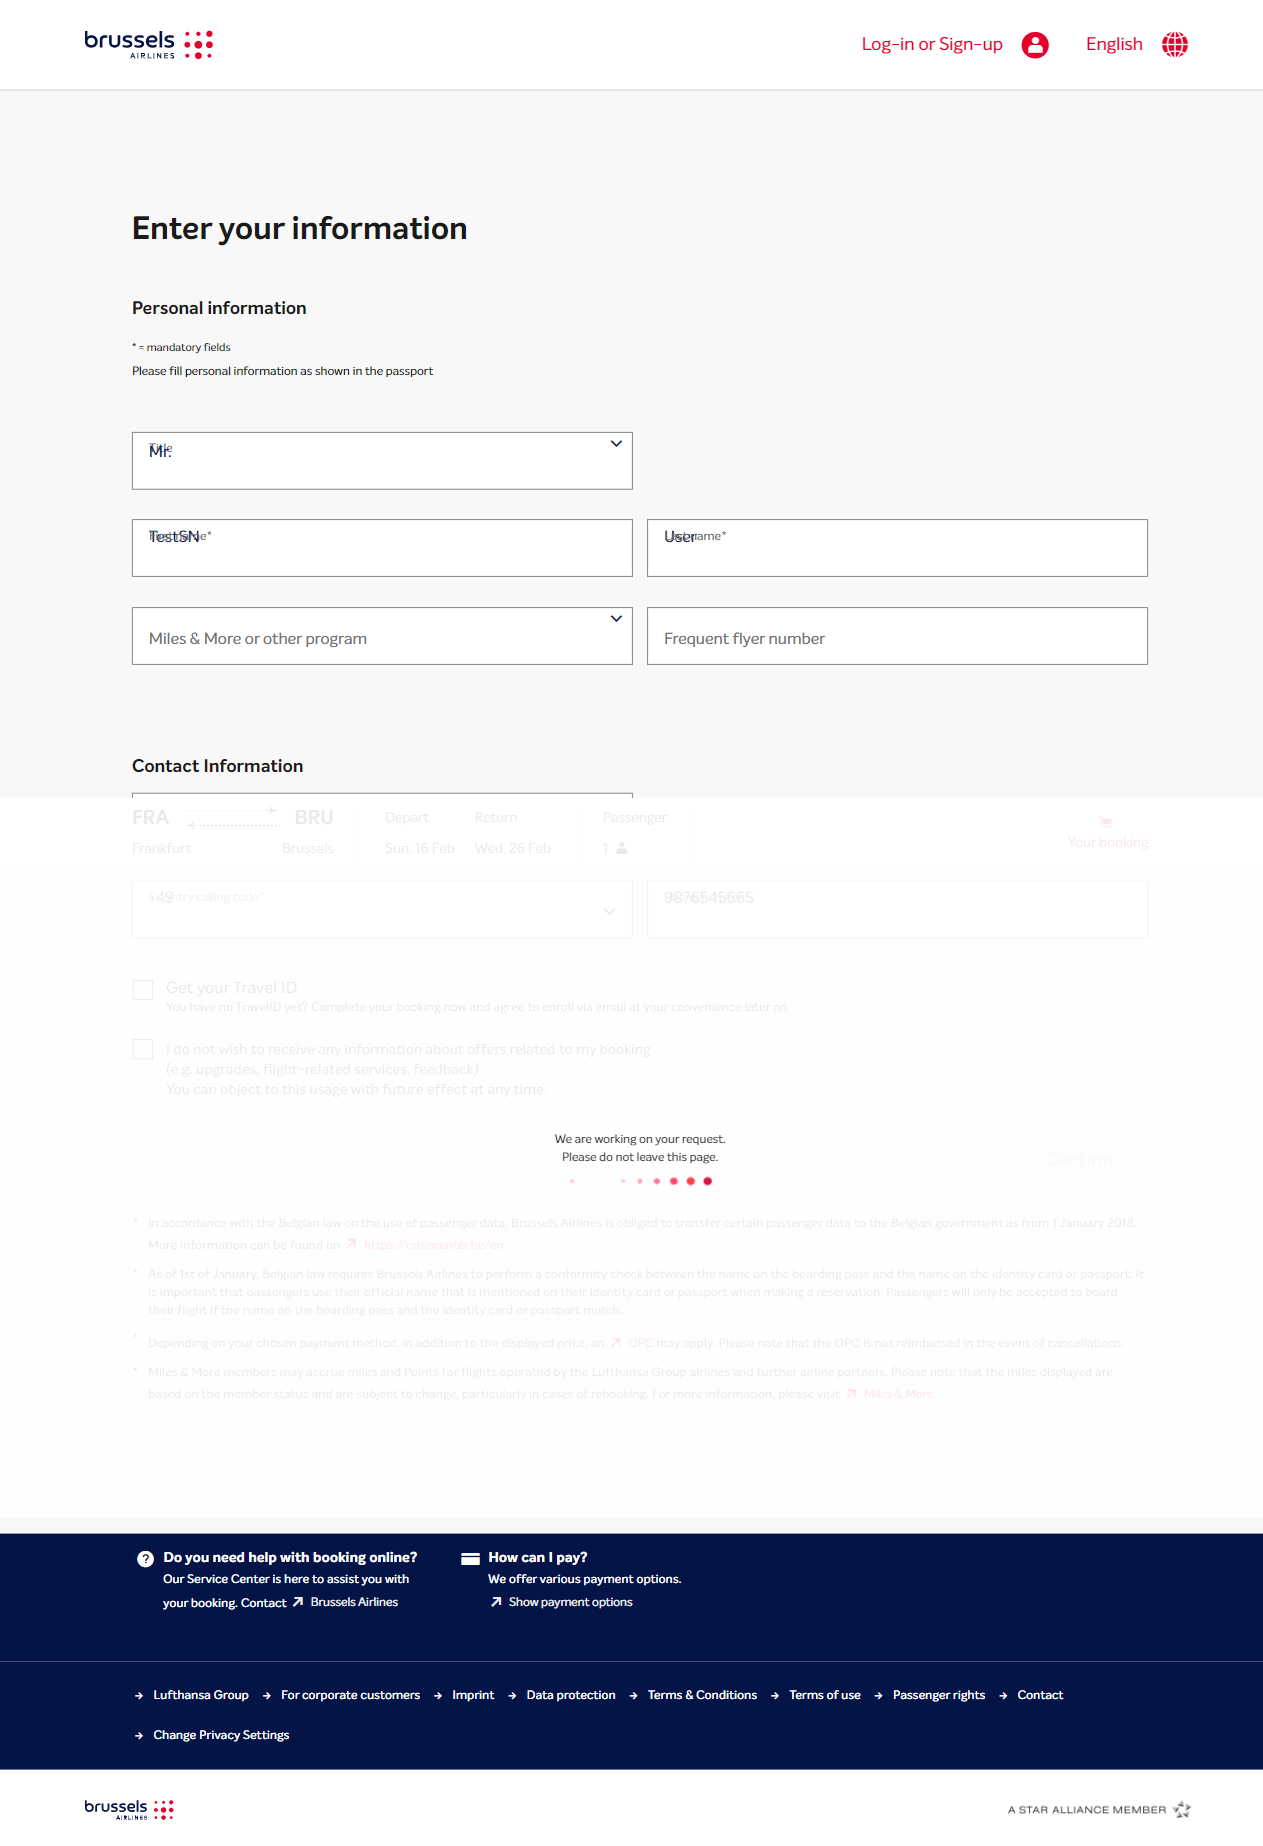 brussels
AIRLINES
Log-in or Sign-up
English
Enter your information
Personal information
* = mandatory fields
Please fill personal information as shown in the passport
Title
Mr.
TestSN
name*
User
name*
Miles & More or other program
Frequent flyer number
Contact Information
FRA
BRU
Depart
Return
Passenger
Frankfurt
Brussels
Sun, 16 Feb
Wed, 26 Feb
1
Your booking
Country calling code*
49
9876545665
Get your Travel ID
You have no TravelID yet? Complete your booking now and agree to enroll via email at your convenience later on
I do not wish to receive any information about offers related to my booking
(e.g. upgrades, flight-related services, feedback)
You can object to this usage with future effect at any time.
We are working on your request.
Please do not leave this page.
Confirm
* In accordance with the Belgian law on the use of passenger data, Brussels Airlines is obliged to transfer certain passenger data to the Belgian government as from 1 January 2018.
More information can be found on https://crisiscenter.be/en
* As of 1st of January, Belgian law requires Brussels Airlines to perform a conformity check between the name on the boarding pass and the name on the identity card or passport. It
is important that passengers use their official name that is mentioned on their identity card or passport when making a reservation. Passengers will only be accepted to board
their flight if the name on the boarding pass and the identity card or passport match.
* Depending on your chosen payment method, in addition to the displayed price, an OPC may apply. Please note that the OPC is not reimbursed in the event of cancellations.
* Miles & More members may accrue miles and Points for flights operated by the Lufthansa Group airlines and further airline partners. Please note that the miles displayed are
based on the member status and are subject to change, particularly in cases of rebooking. For more information, please visit Miles & More.
Do you need help with booking online?
Our Service Center is here to assist you with
your booking. Contact Brussels Airlines
How can I pay?
We offer various payment options.
Show payment options
Lufthansa Group
For corporate customers
Imprint
Data protection
Terms & Conditions
Terms of use
Passenger rights
Contact
Change Privacy Settings
brussels
AIRLINES
A STAR ALLIANCE MEMBER